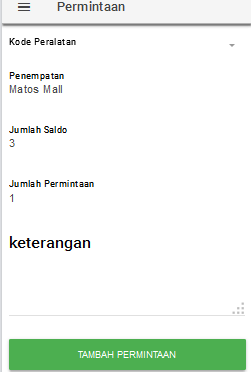 Permintaan
Kode Peralatan
Penempatan
Matos Mall
Jumlah Saldo
3
Jumlah Permintaan
1
keterangan
TAMBAH PERMINTAAN